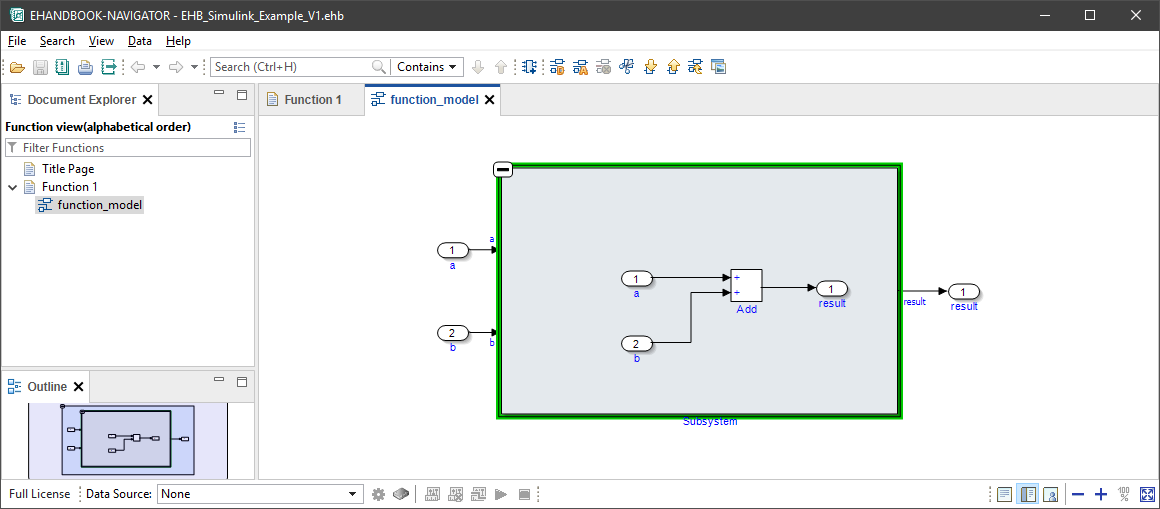 EHANDBOOK-NAVIGATOR - EHB_Simulink_Example_V1.ehb
File Search View Data Help
Search (Ctrl+H) Contains
Document Explorer
Function 1 function_model
Function view(alphabetical order)
Filter Functions
Title Page
Function 1
function_model
a
1
a
2
b
b
1
a
2
b
+
+
Add
1
result
result
1
result
Subsystem
Outline
Full License Data Source: None
100
%